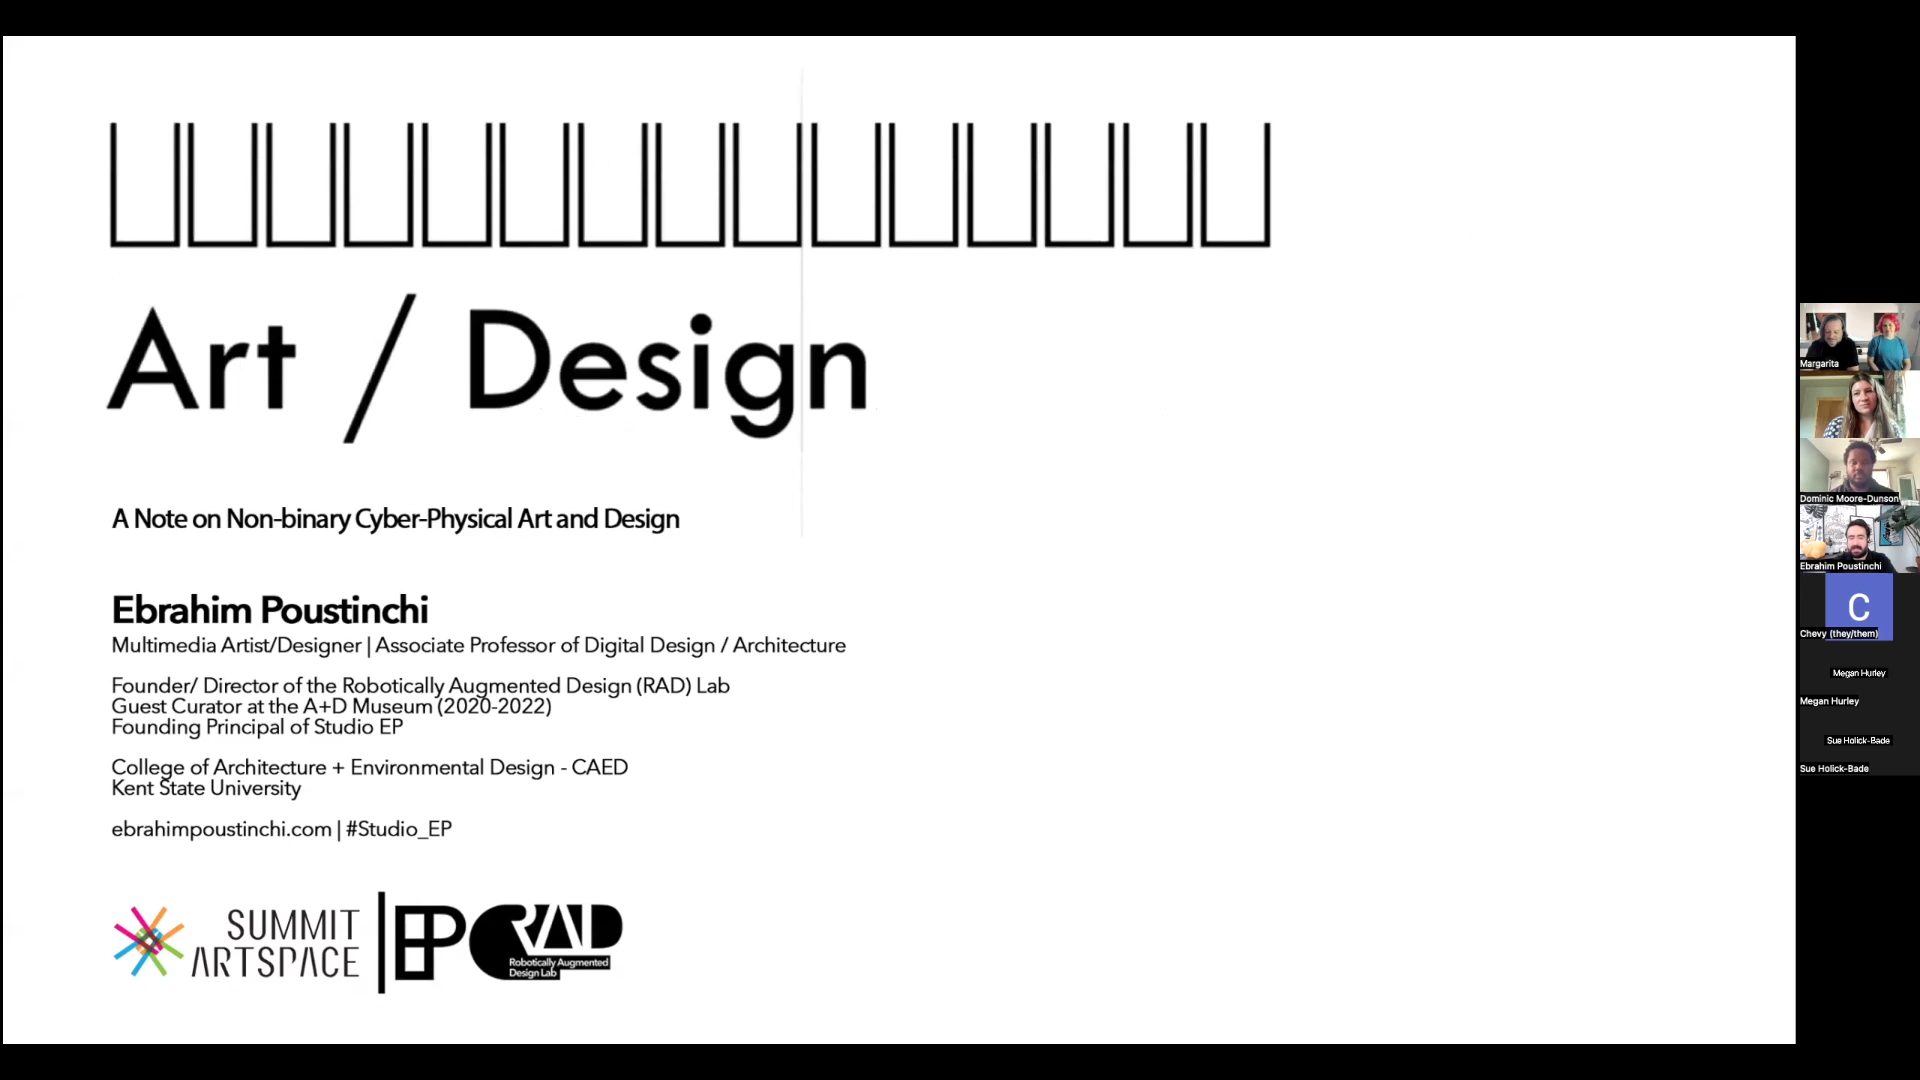 Art / Design
A Note on Non-binary Cyber-Physical Art and Design
Ebrahim Poustinchi
Multimedia Artist/Designer | Associate Professor of Digital Design / Architecture
Founder/ Director of the Robotically Augmented Design (RAD) Lab
Guest Curator at the A+D Museum (2020-2022)
Founding Principal of Studio EP
College of Architecture + Environmental Design - CAED
Kent State University
ebrahimpoustinchi.com | #Studio_EP
SUMMIT
ARTSPACE
EP
RAD
Robotically Augmented
Design Lab
Margarita
Dominic Moore-Dunson
Ebrahim Poustinchi
C
Chevy (they/them)
Megan Hurley
Megan Hurley
Sue Holick-Bade
Sue Holick-Bade